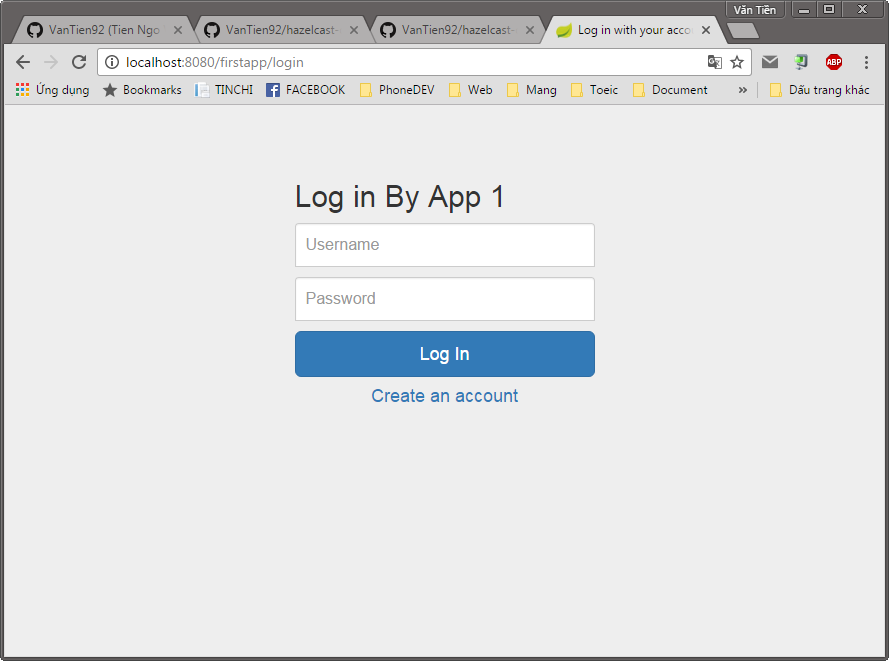 Văn Tiến
VanTien92 (Tien Ngo
VanTien92/hazelcast-
VanTien92/hazelcast-
Log in with your acco
localhost:8080/firstapp/login
ABP
Ứng dụng
Bookmarks
TINCHI
FACEBOOK
PhoneDEV
Web
Mang
Toeic
Document
»
Dấu trang khác
Log in By App 1
Username
Password
Log In
Create an account